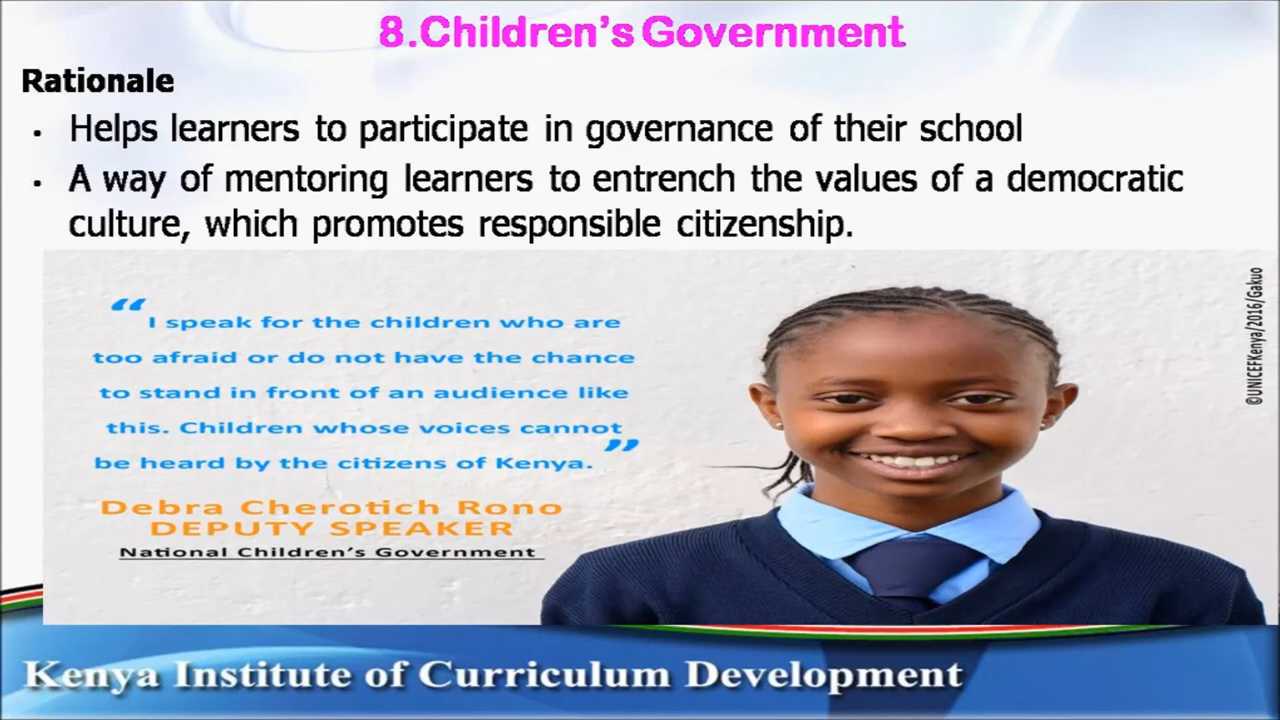 8.Children's Government
Rationale
▪ Helps learners to participate in governance of their school
▪ A way of mentoring learners to entrench the values of a democratic
culture, which promotes responsible citizenship.
“I speak for the children who are
too afraid or do not have the chance
to stand in front of an audience like
this. Children whose voices cannot
be heard by the citizens of Kenya.”
Debra Cherotich Rono
DEPUTY SPEAKER
National Children's Government
©UNICEFKenya/2016/Gakuo
Kenya Institute of Curriculum Development